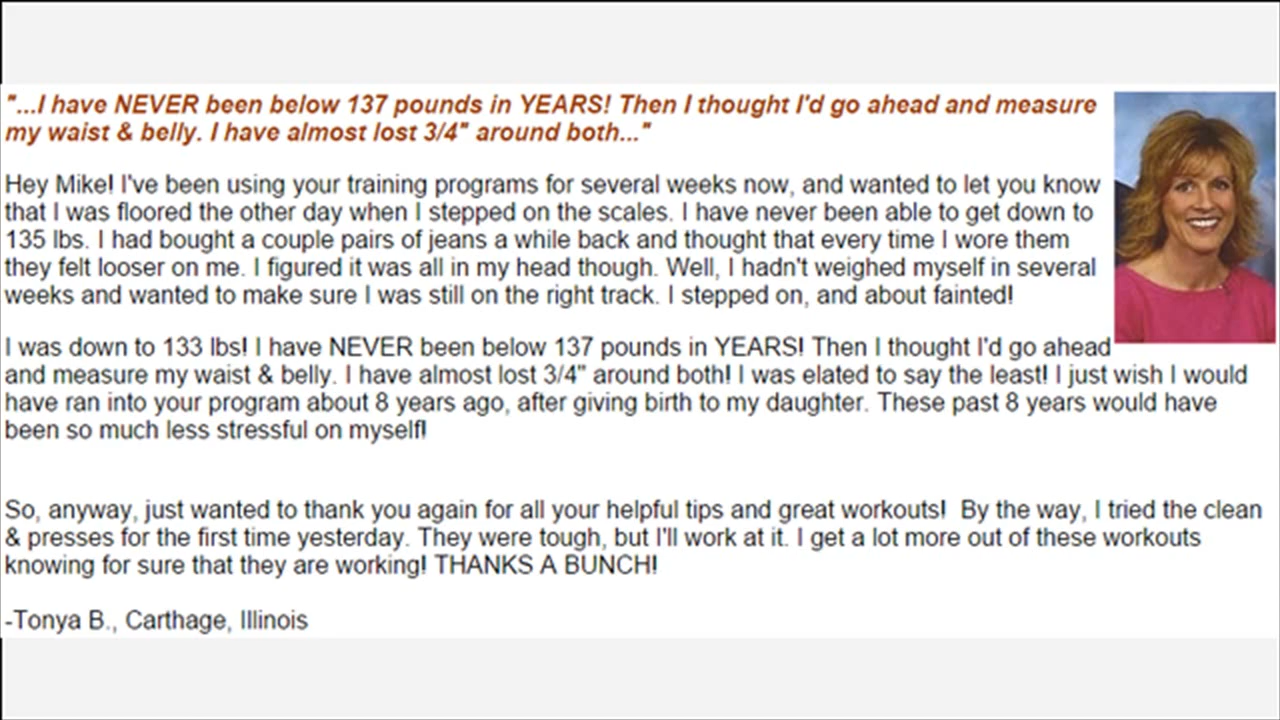 "...I have NEVER been below 137 pounds in YEARS! Then I thought I'd go ahead and measure
my waist & belly. I have almost lost 3/4" around both..."
Hey Mike! I've been using your training programs for several weeks now, and wanted to let you know
that I was floored the other day when I stepped on the scales. I have never been able to get down to
135 lbs. I had bought a couple pairs of jeans a while back and thought that every time I wore them
they felt looser on me. I figured it was all in my head though. Well, I hadn't weighed myself in several
weeks and wanted to make sure I was still on the right track. I stepped on, and about fainted!
I was down to 133 lbs! I have NEVER been below 137 pounds in YEARS! Then I thought I'd go ahead
and measure my waist & belly. I have almost lost 3/4" around both! I was elated to say the least! I just wish I would
have ran into your program about 8 years ago, after giving birth to my daughter. These past 8 years would have
been so much less stressful on myself!
So, anyway, just wanted to thank you again for all your helpful tips and great workouts!  By the way, I tried the clean
& presses for the first time yesterday. They were tough, but I'll work at it. I get a lot more out of these workouts
knowing for sure that they are working! THANKS A BUNCH!
-Tonya B., Carthage, Illinois